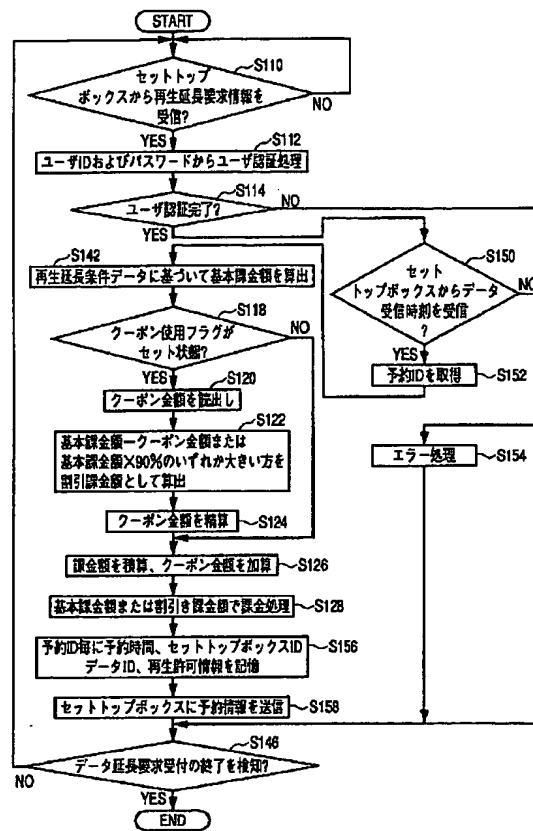 START
S110
セットトップ
ボックスから再生延長要求情報を
受信?
NO
YES
S112
ユーザIDおよびパスワードからユーザ認証処理
S114
ユーザ認証完了?
NO
YES
S142
再生延長条件データに基づいて基本課金額を算出
S150
セット
トップボックスからデータ
受信時刻を受信
?
NO
YES
S118
クーポン使用フラグが
セット状態?
NO
YES
予約IDを取得
S152
S120
クーポン金額を読出し
S122
基本課金額ークーポン金額または
基本課金額×90%のいずれか大きい方を
割引課金額として算出
エラー処理
S154
クーポン金額を精算
S124
課金額を積算、クーポン金額を加算
S126
基本課金額または割引き課金額で課金処理
S128
予約ID毎に予約時間、セットトップボックスID
データID、再生許可情報を記憶
S156
セットトップボックスに予約情報を送信
S158
S146
データ延長要求受付の終了を検知?
NO
YES
END